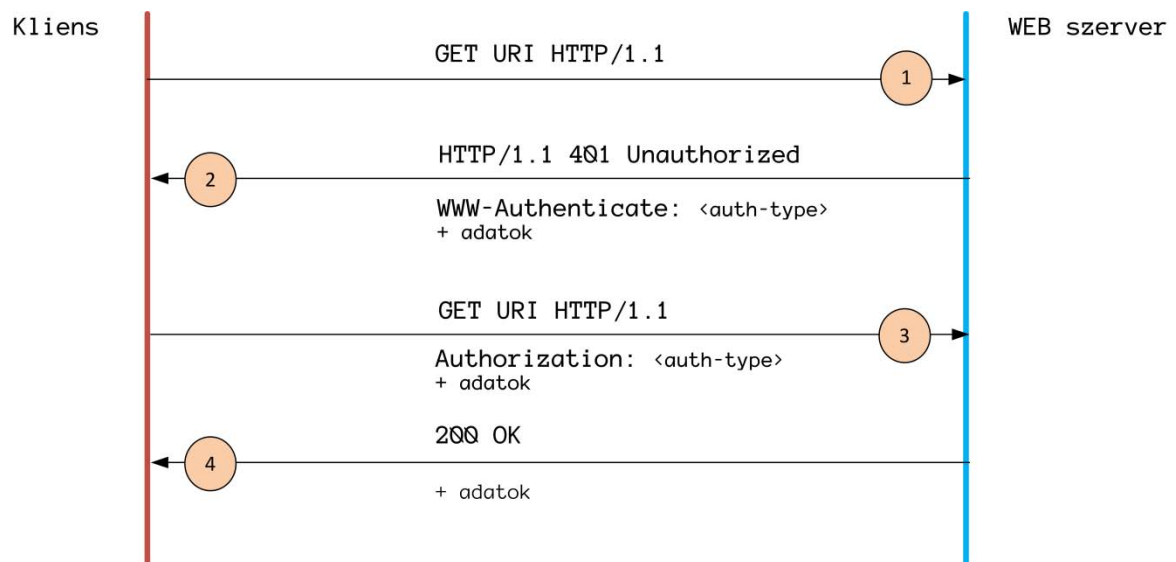 Kliens
WEB szerver
GET URI HTTP/1.1
1
HTTP/1.1 401 Unauthorized
2
WWW-Authenticate: <auth-type>
+ adatok
GET URI HTTP/1.1
3
Authorization: <auth-type>
+ adatok
200 OK
4
+ adatok